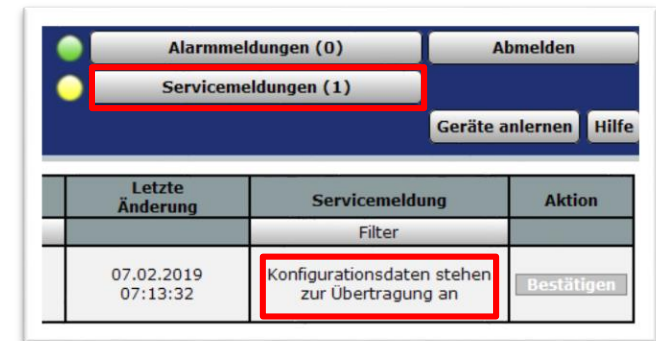 Alarmmeldungen (0)
Abmelden
Servicemeldungen (1)
Geräte anlernen
Hilfe
Letzte
Änderung
Servicemeldung
Aktion
Filter
07.02.2019
07:13:32
Konfigurationsdaten stehen
zur Übertragung an
Bestätigen